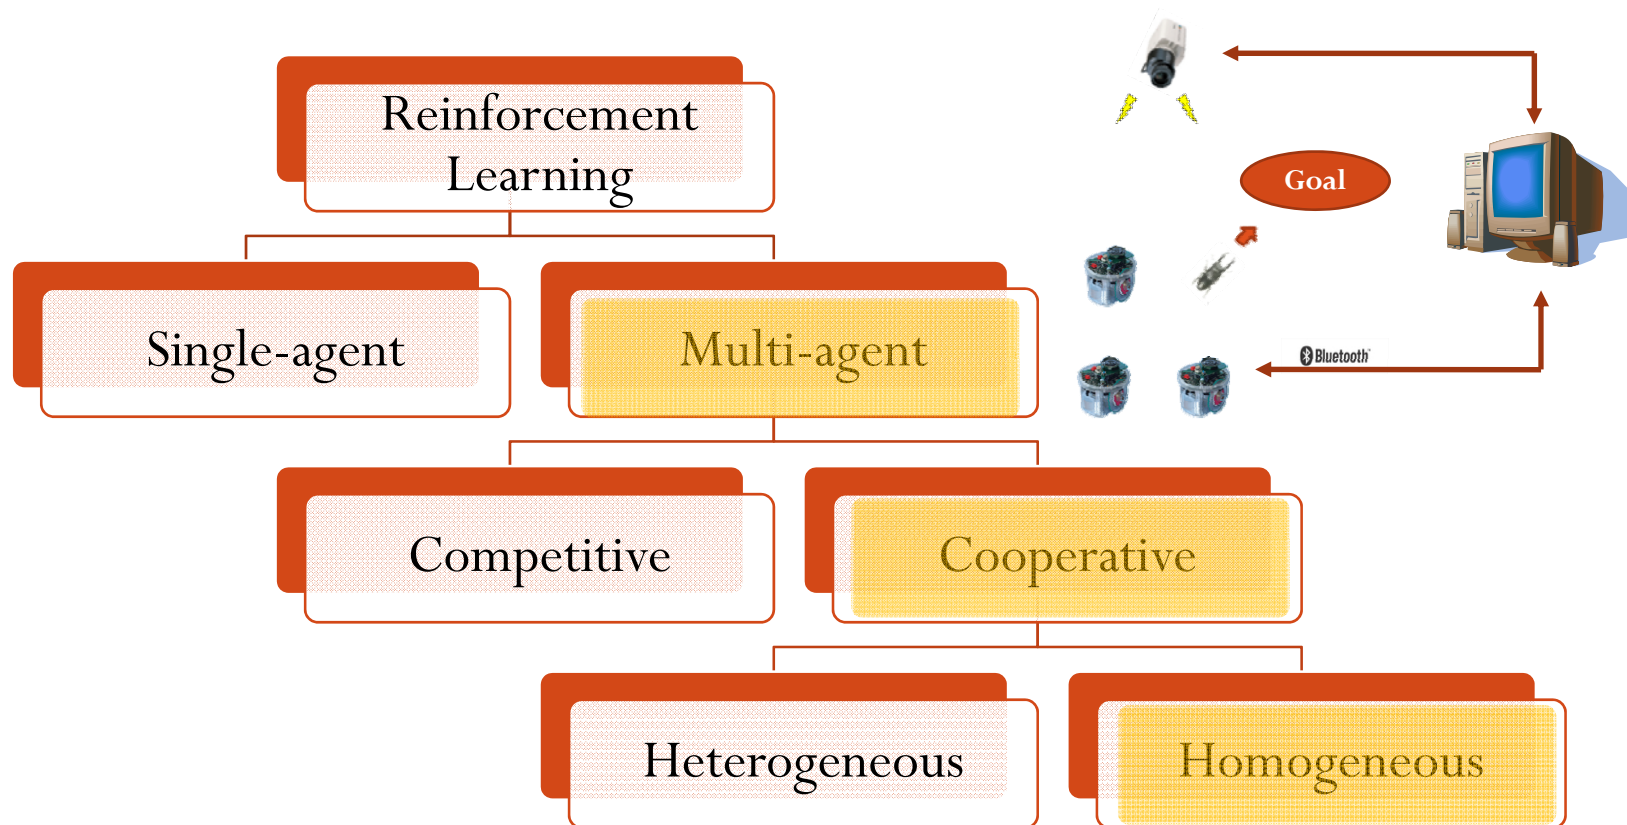 Reinforcement
Learning
Goal
Single-agent
Multi-agent
Bluetooth
Competitive
Cooperative
Heterogeneous
Homogeneous